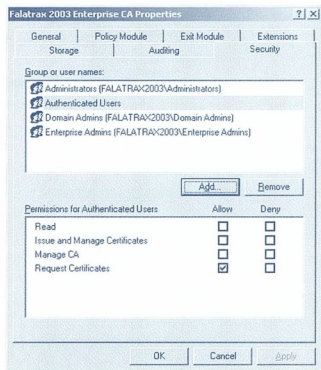 Falatrax 2003 Enterprise CA Properties ? X
General Policy Module Exit Module Extensions
Storage Auditing Security
Group or user names:
Administrators (FALATRAX2003\Administrators)
Authenticated Users
Domain Admins (FALATRAX2003\Domain Admins)
Enterprise Admins (FALATRAX2003\Enterprise Admins)
Add... Remove
Permissions for Authenticated Users Allow Deny
Read
Issue and Manage Certificates
Manage CA
Request Certificates
OK Cancel Apply